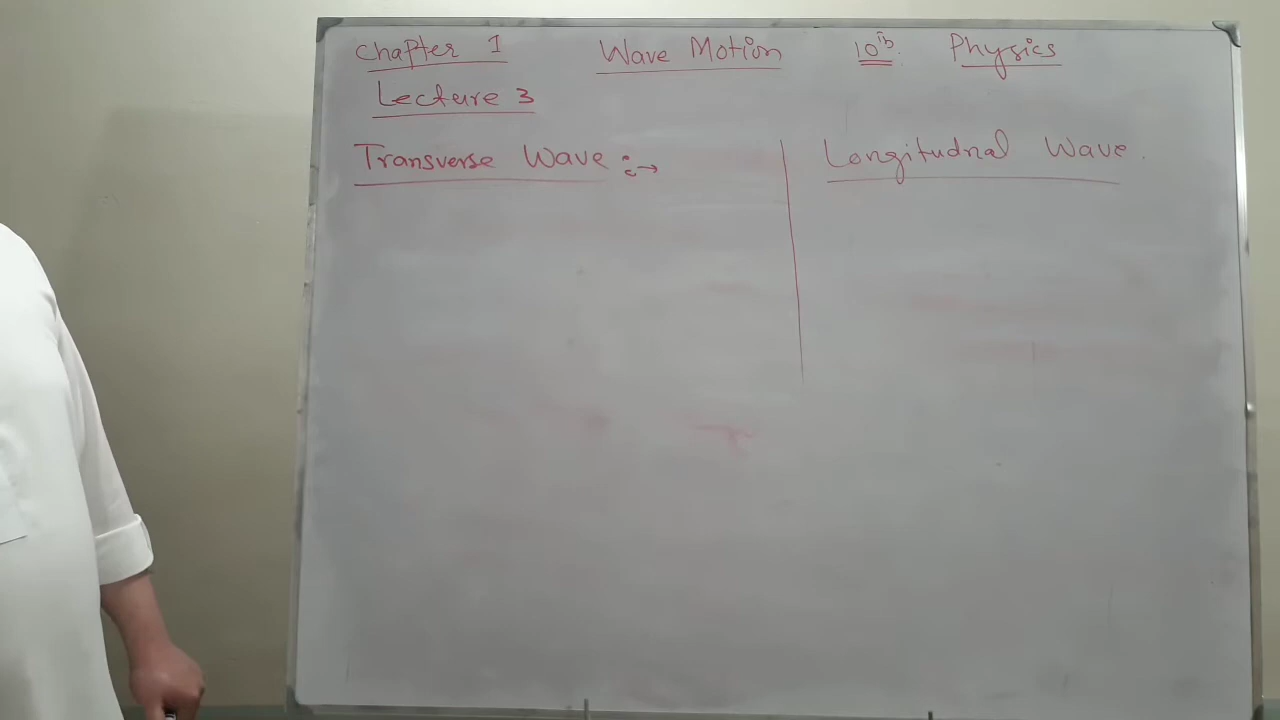 Chapter 1 Wave Motion 10th Physics
Lecture 3
Transverse Wave :→
Longitudnal Wave.